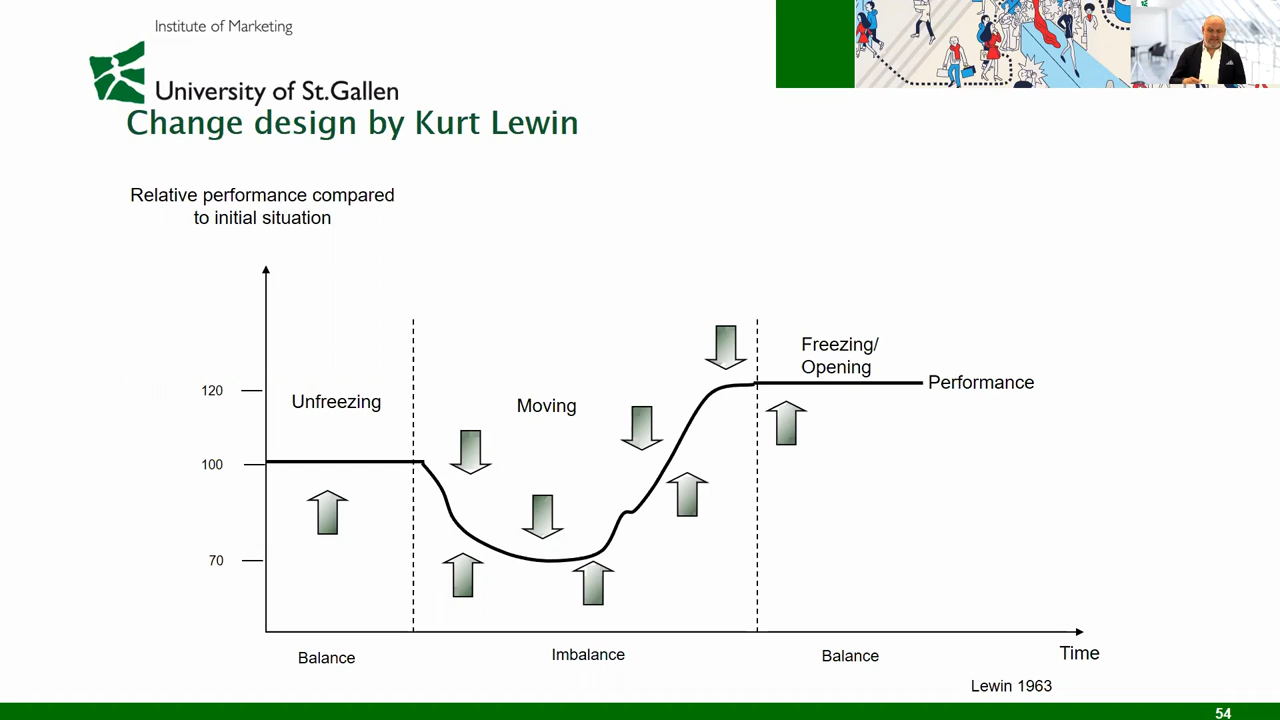 Institute of Marketing
University of St.Gallen
Change design by Kurt Lewin
Relative performance compared
to initial situation
120
100
70
Unfreezing
Moving
Freezing/
Opening
Performance
Balance
Imbalance
Balance
Time
Lewin 1963
54